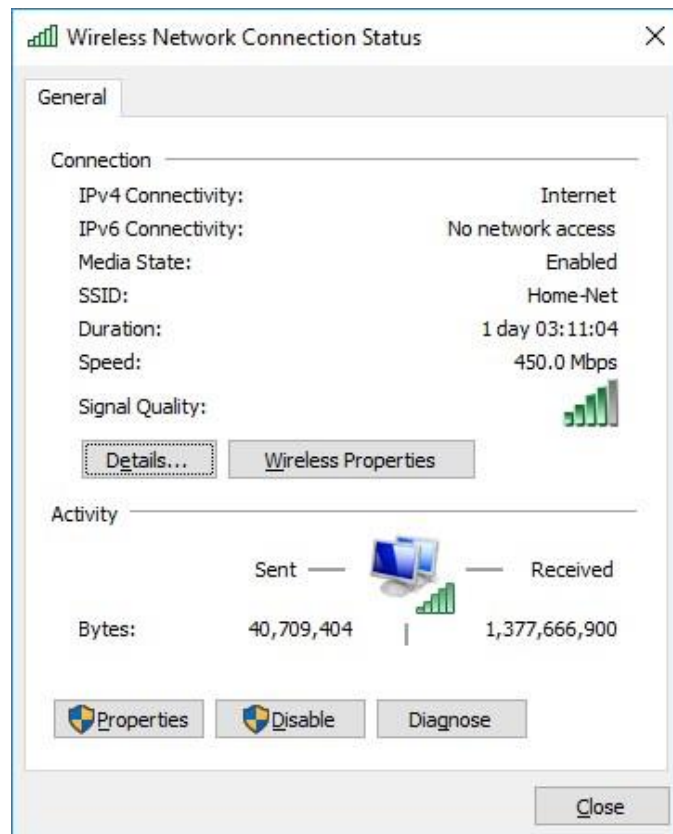 Wireless Network Connection Status
General
Connection
IPv4 Connectivity: Internet
IPv6 Connectivity: No network access
Media State: Enabled
SSID: Home-Net
Duration: 1 day 03:11:04
Speed: 450.0 Mbps
Signal Quality:
Details... Wireless Properties
Activity
Sent Received
Bytes: 40,709,404 1,377,666,900
Properties Disable Diagnose
Close